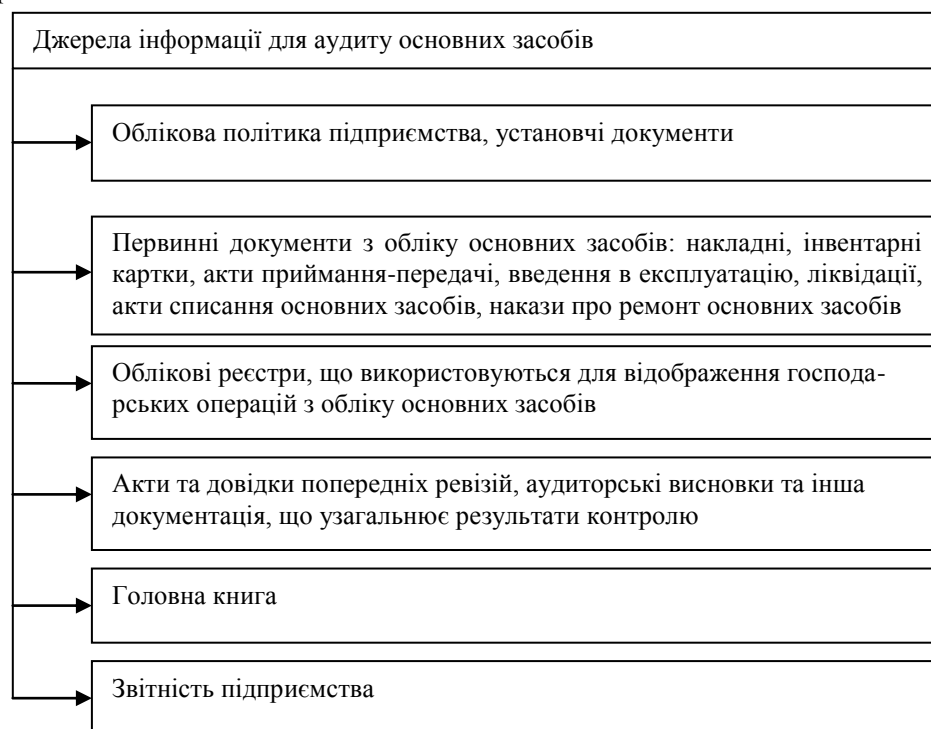 Джерела інформації для аудиту основних засобів
Облікова політика підприємства, установчі документи
Первинні документи з обліку основних засобів: накладні, інвентарні
картки, акти приймання-передачі, введення в експлуатацію, ліквідації,
акти списання основних засобів, накази про ремонт основних засобів
Облікові реєстри, що використовуються для відображення господа-
рських операцій з обліку основних засобів
Акти та довідки попередніх ревізій, аудиторські висновки та інша
документація, що узагальнює результати контролю
Головна книга
Звітність підприємства